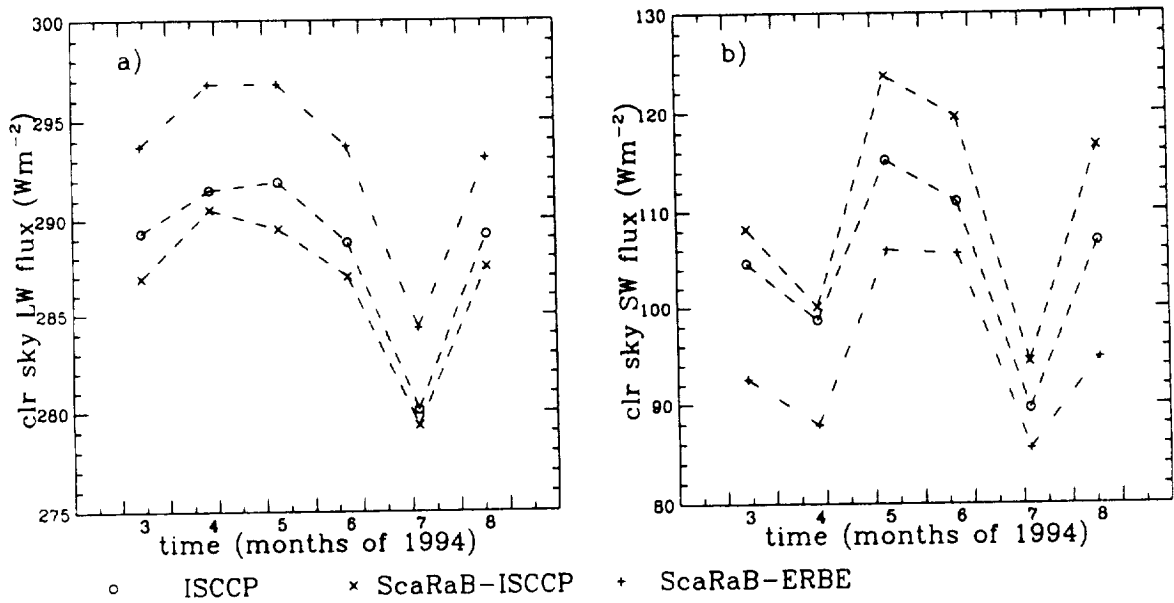 a)
clr sky LW flux (Wm⁻²)
300
295
290
285
280
275
3 4 5 6 7 8
time (months of 1994)
b)
clr sky SW flux (Wm⁻²)
130
120
110
100
90
80
3 4 5 6 7 8
time (months of 1994)
ISCCP ScaRaB-ISCCP ScaRaB-ERBE